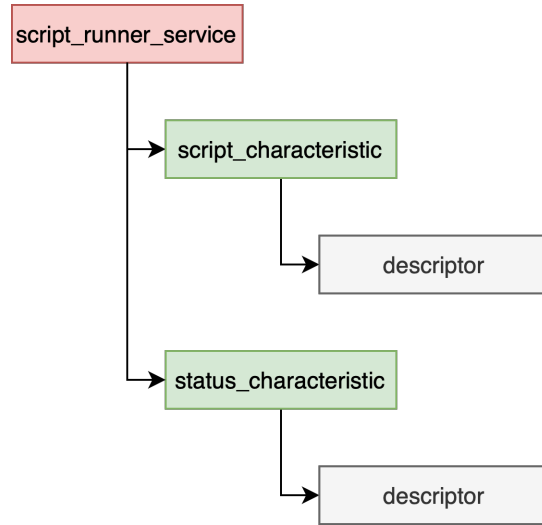 script_runner_service
script_characteristic
descriptor
status_characteristic
descriptor